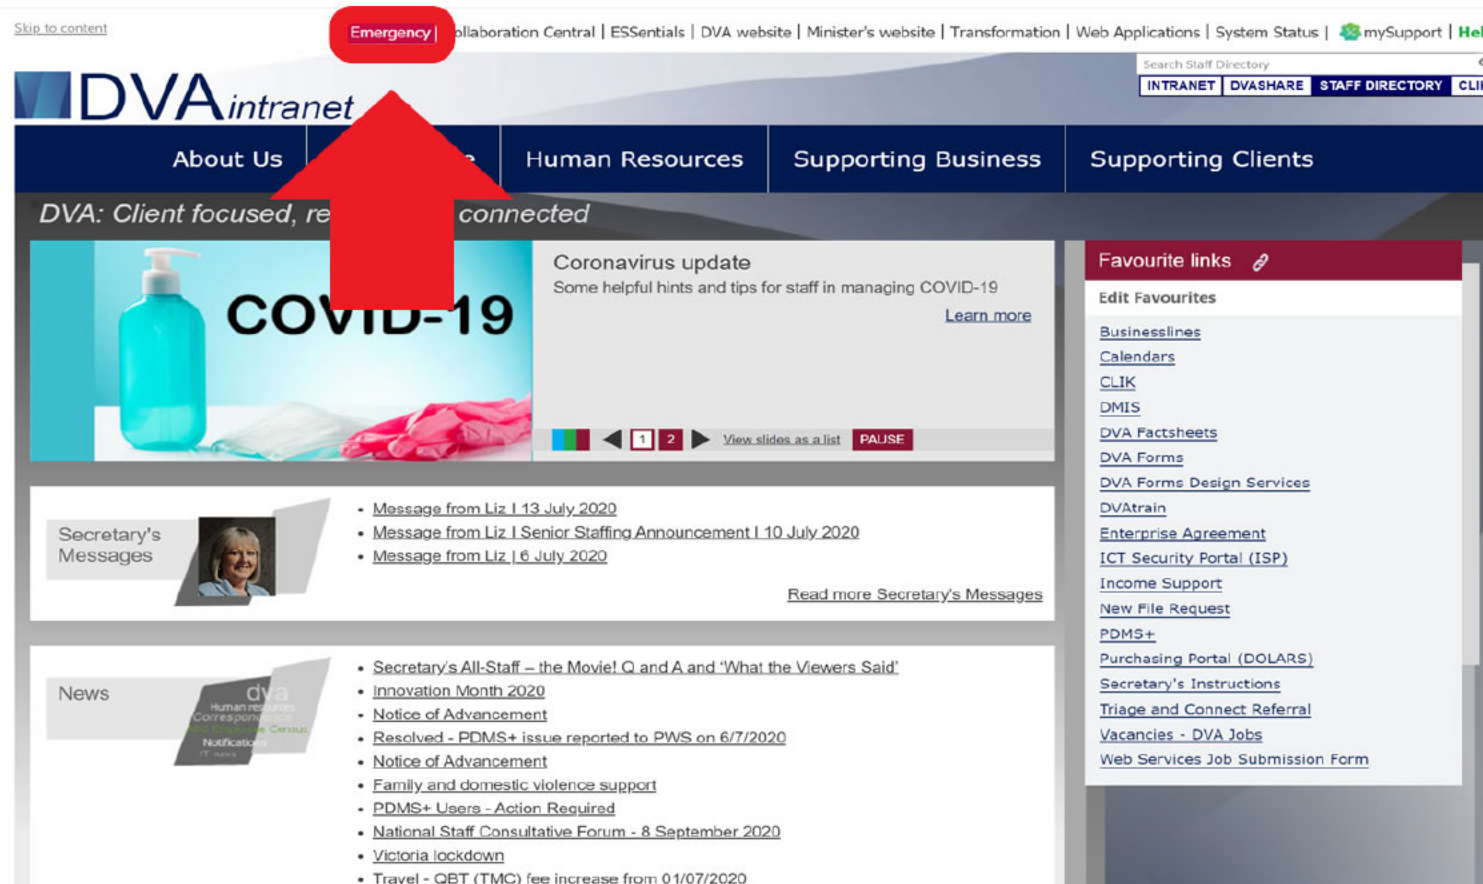 Skip to content
Emergency | ollaboration Central | ESSentials | DVA website | Minister's website | Transformation | Web Applications | System Status | mySupport | Hel
Search Staff Directory
INTRANET DVASHARE STAFF DIRECTORY CLI
DVA intranet
About Us
Human Resources
Supporting Business
Supporting Clients
DVA: Client focused, re connected
COVID-19
Coronavirus update
Some helpful hints and tips for staff in managing COVID-19
Learn more
1 2 View slides as a list PAUSE
Favourite links
Edit Favourites
Businesslines
Calendars
CLIK
DMIS
DVA Factsheets
DVA Forms
DVA Forms Design Services
DVAtrain
Enterprise Agreement
ICT Security Portal (ISP)
Income Support
New File Request
PDMS+
Purchasing Portal (DOLARS)
Secretary's Instructions
Triage and Connect Referral
Vacancies - DVA Jobs
Web Services Job Submission Form
Secretary's
Messages
• Message from Liz | 13 July 2020
• Message from Liz | Senior Staffing Announcement | 10 July 2020
• Message from Liz | 6 July 2020
Read more Secretary's Messages
News
dva
Human resources
Correspondence
APS Employee Census
Notifications
IT news
• Secretary's All-Staff – the Movie! Q and A and 'What the Viewers Said'
• Innovation Month 2020
• Notice of Advancement
• Resolved - PDMS+ issue reported to PWS on 6/7/2020
• Notice of Advancement
• Family and domestic violence support
• PDMS+ Users - Action Required
• National Staff Consultative Forum - 8 September 2020
• Victoria lockdown
• Travel - QBT (TMC) fee increase from 01/07/2020